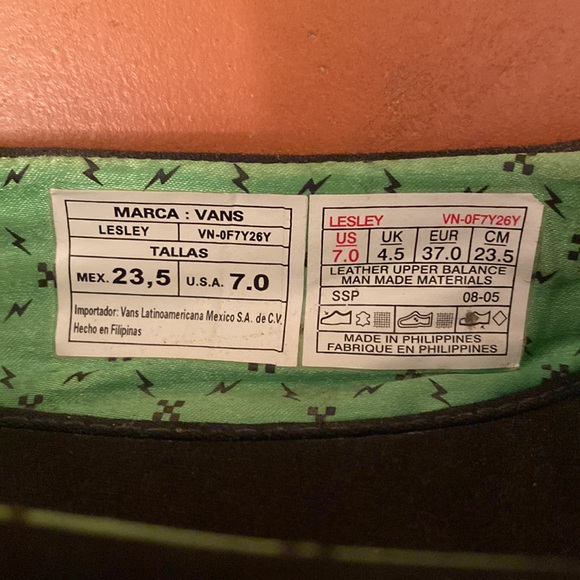 MARCA : VANS
LESLEY VN-0F7Y26Y
TALLAS
MEX. 23,5 U.S.A. 7.0
Importador: Vans Latinoamericana Mexico S.A. de C.V.
Hecho en Filipinas
LESLEY VN-0F7Y26Y
US UK EUR CM
7.0 4.5 37.0 23.5
LEATHER UPPER BALANCE
MAN MADE MATERIALS
SSP 08-05
MADE IN PHILIPPINES
FABRIQUE EN PHILIPPINES